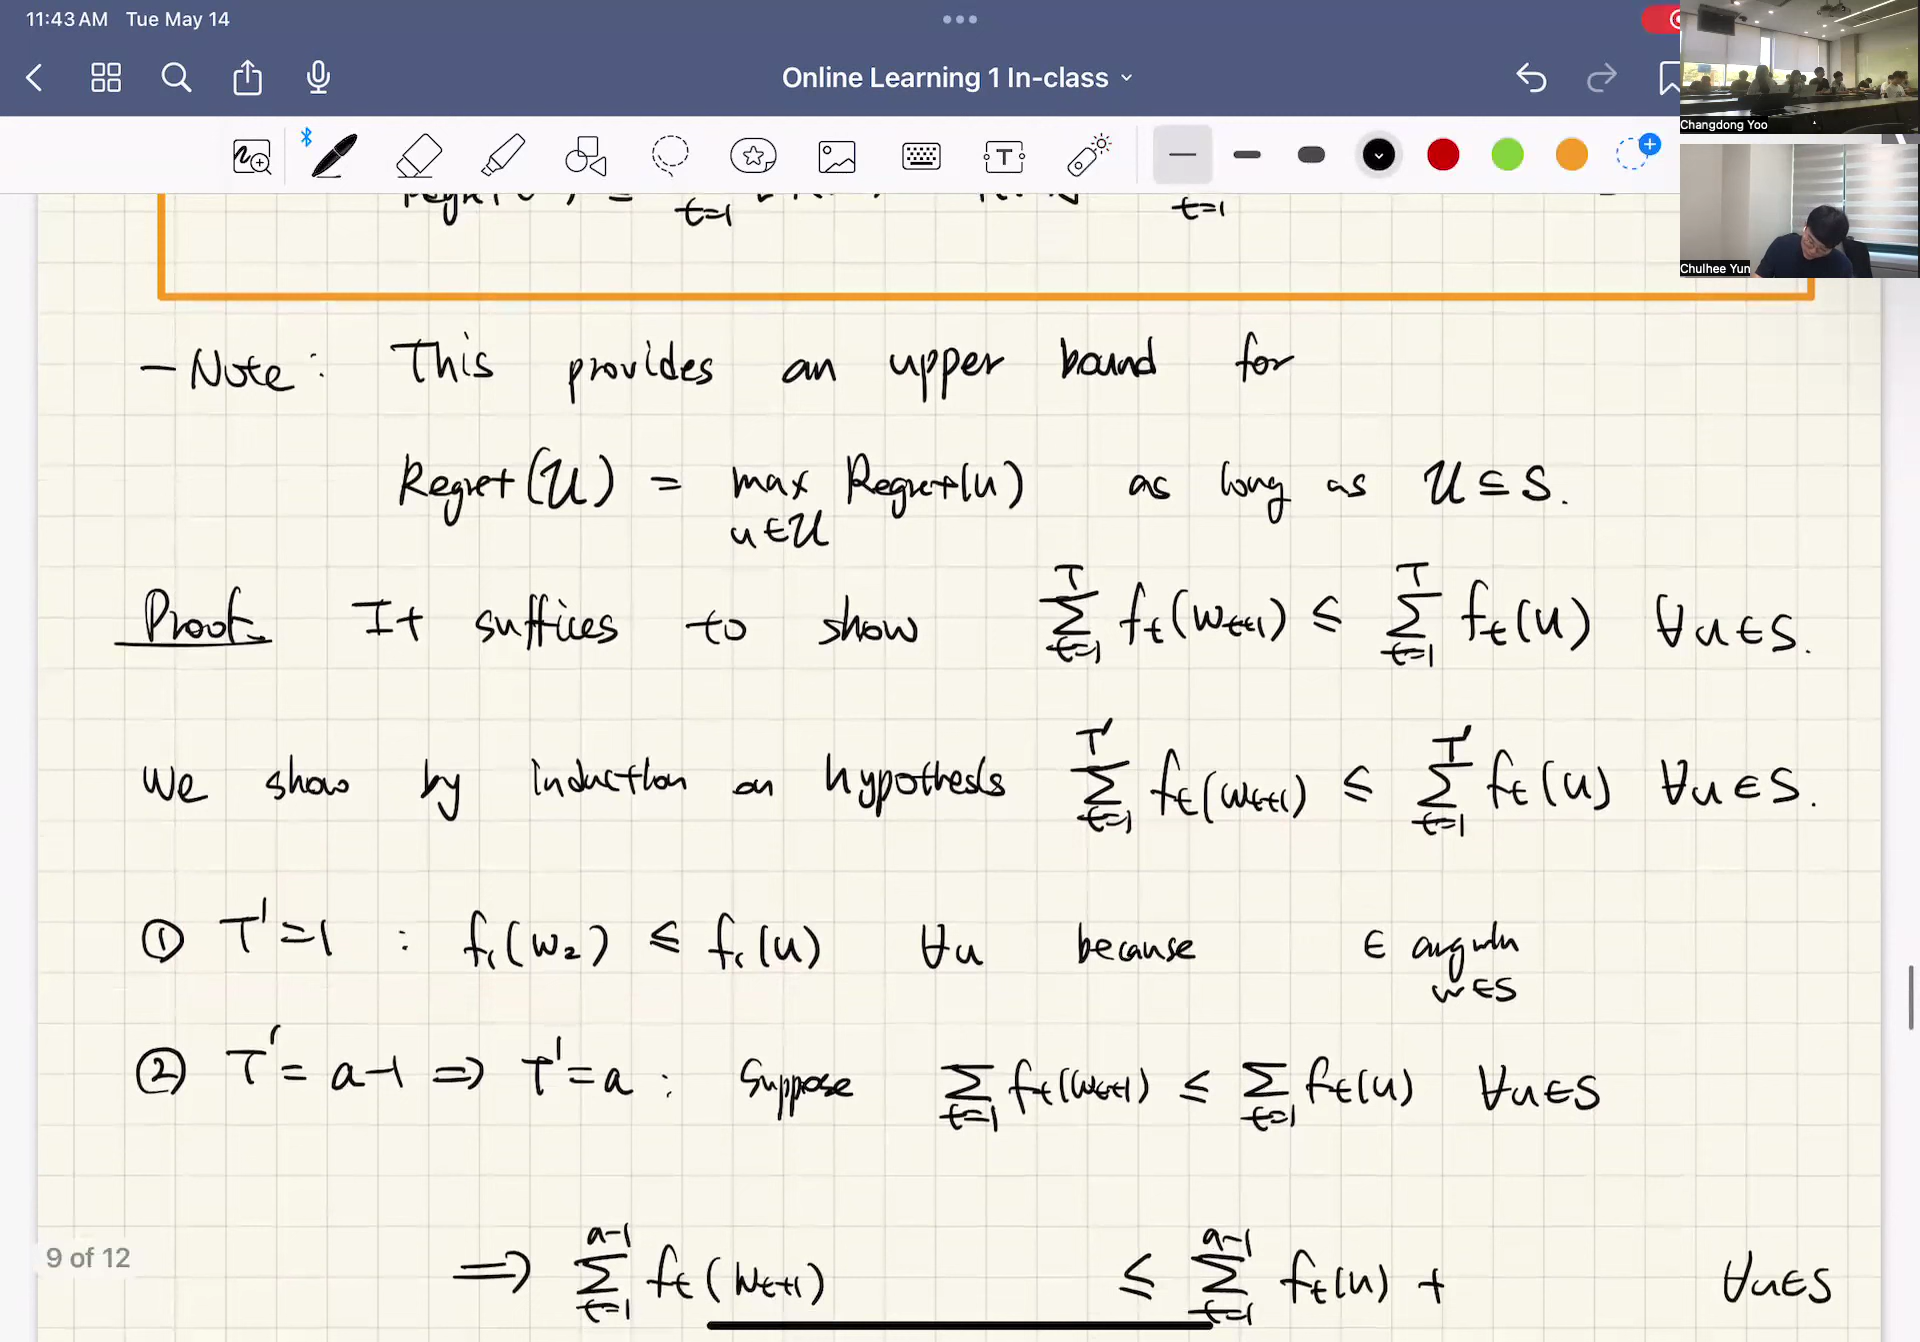 11:43 AM Tue May 14
Online Learning 1 In-class
Changdong Yoo
Chulhee Yun
t=1 t=1
– Note: This provides an upper bound for
Regret(𝒰) = max Regret(u) as long as 𝒰 ⊆ S.
u∈𝒰
Proof. It suffices to show Σ_{t=1}^{T} f_t(w_{t+1}) ≤ Σ_{t=1}^{T} f_t(u) ∀u∈S.
We show by induction on hypothesis Σ_{t=1}^{T'} f_t(w_{t+1}) ≤ Σ_{t=1}^{T'} f_t(u) ∀u∈S.
① T'=1 : f_1(w_2) ≤ f_1(u) ∀u because ∈ argmin
w∈S
② T'= a-1 ⇒ T'=a : Suppose Σ_{t=1} f_t(w_{t+1}) ≤ Σ_{t=1} f_t(u) ∀u∈S
⇒ Σ_{t=1}^{a-1} f_t(w_{t+1}) ≤ Σ_{t=1}^{a-1} f_t(u) + ∀u∈S
9 of 12